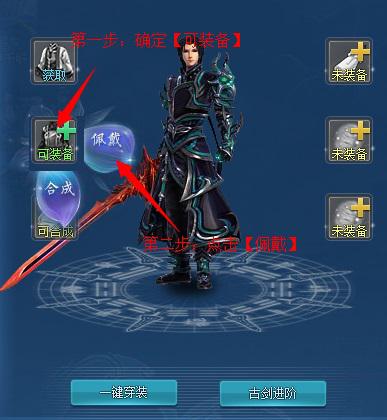 第一步：确定【可装备】
获取
未装备
可装备
佩戴
未装备
合成
可合成
未装备
第二步：点击【佩戴】
一键穿装
古剑进阶